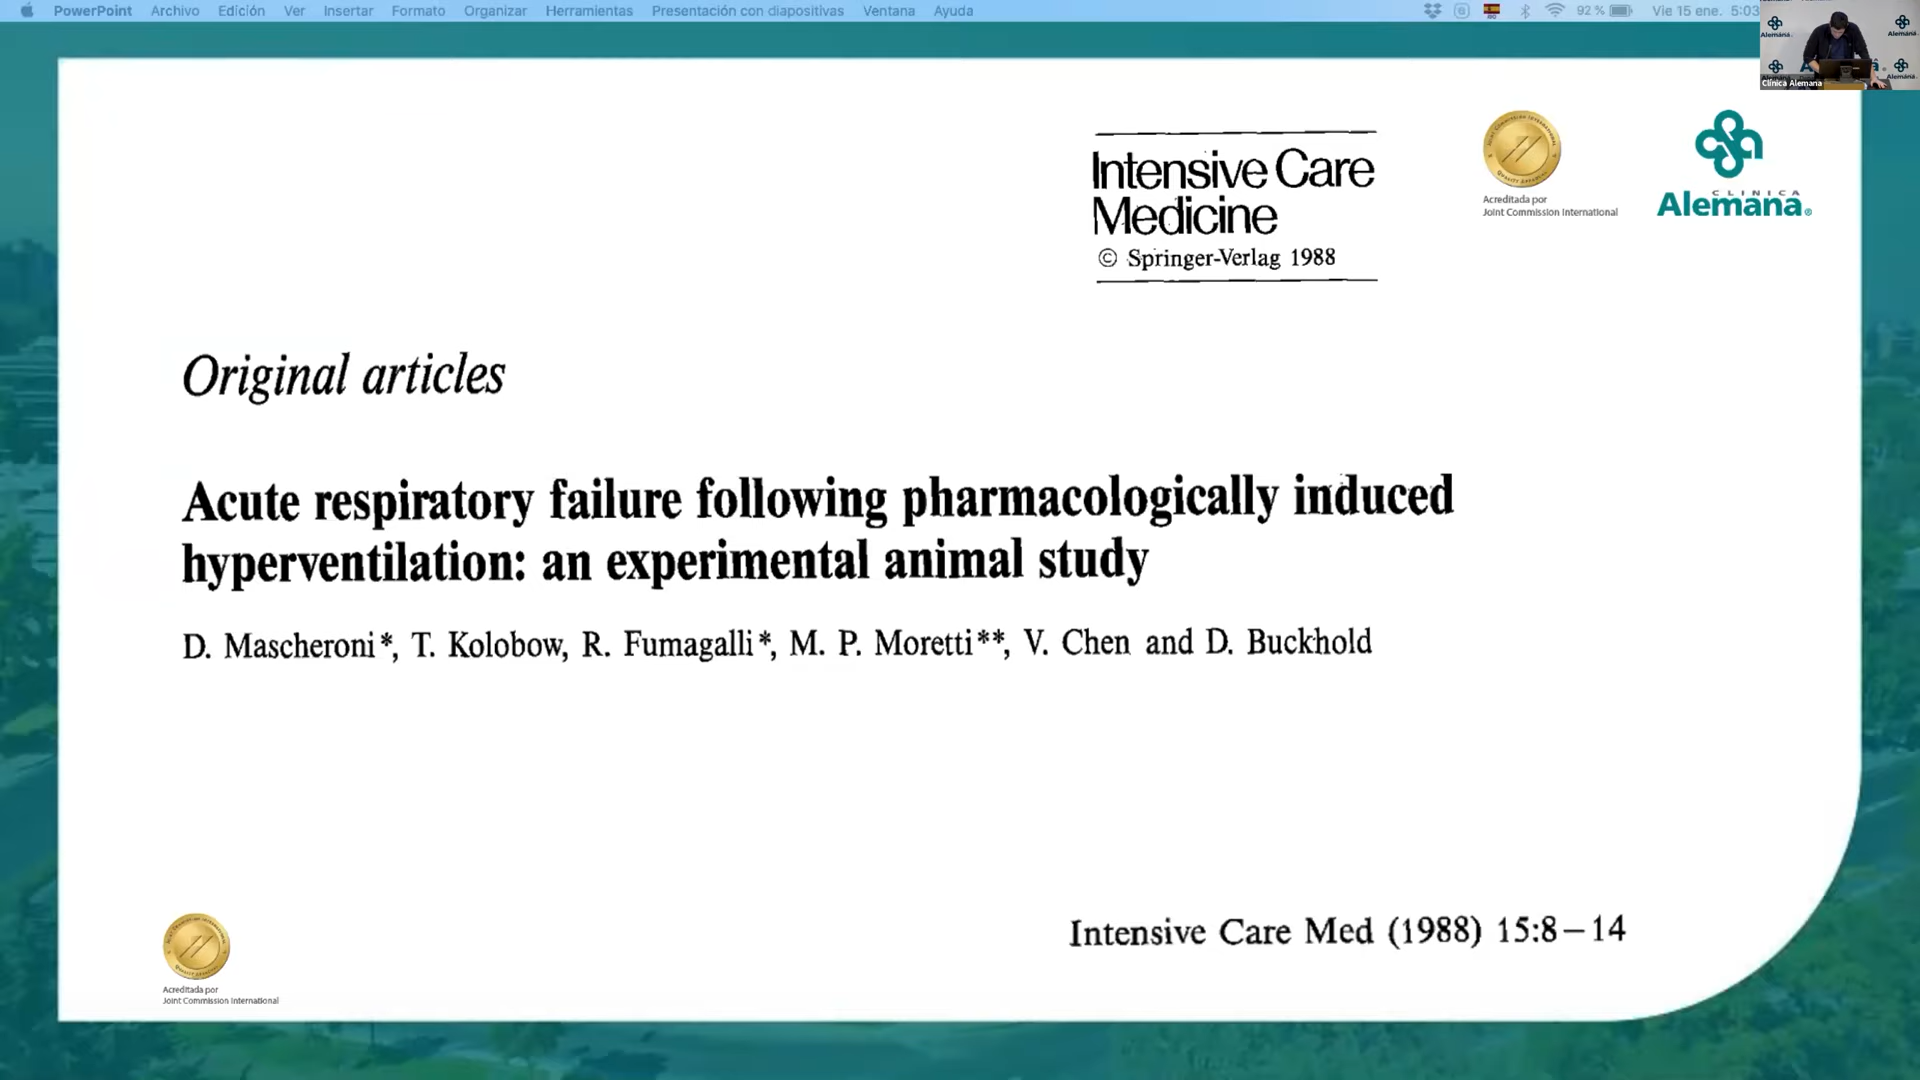 PowerPoint Archivo Edición Ver Insertar Formato Organizar Herramientas Presentación con diapositivas Ventana Ayuda
92 % Vie 15 ene. 5:03
Alemana
Alemana
Clínica Alemana
Intensive Care
Medicine
© Springer-Verlag 1988
Acreditada por
Joint Commission International
CLINICA
Alemana®
Original articles
Acute respiratory failure following pharmacologically induced
hyperventilation: an experimental animal study
D. Mascheroni*, T. Kolobow, R. Fumagalli*, M. P. Moretti**, V. Chen and D. Buckhold
Intensive Care Med (1988) 15:8–14
Acreditada por
Joint Commission International